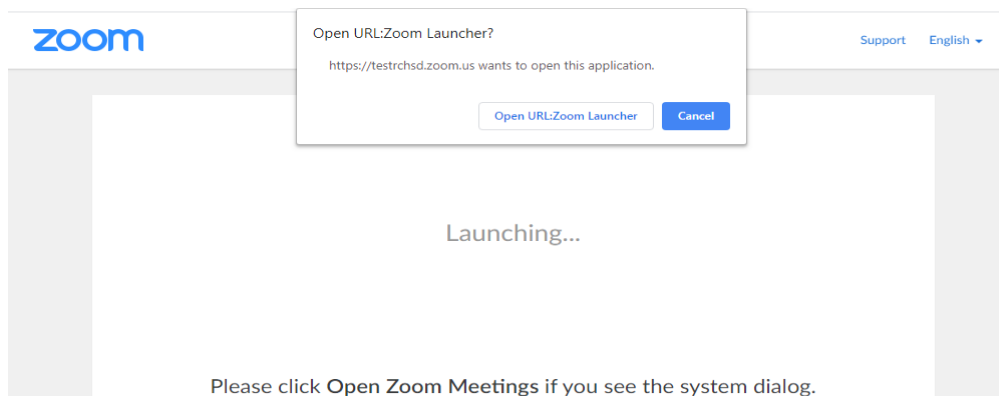 zoom
Support English
Open URL:Zoom Launcher?
https://testrchsd.zoom.us wants to open this application.
Open URL:Zoom Launcher Cancel
Launching...
Please click Open Zoom Meetings if you see the system dialog.